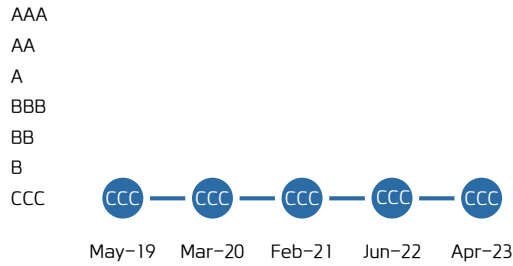 AAA
AA
A
BBB
BB
B
CCC CCC CCC CCC CCC CCC
May-19 Mar-20 Feb-21 Jun-22 Apr-23